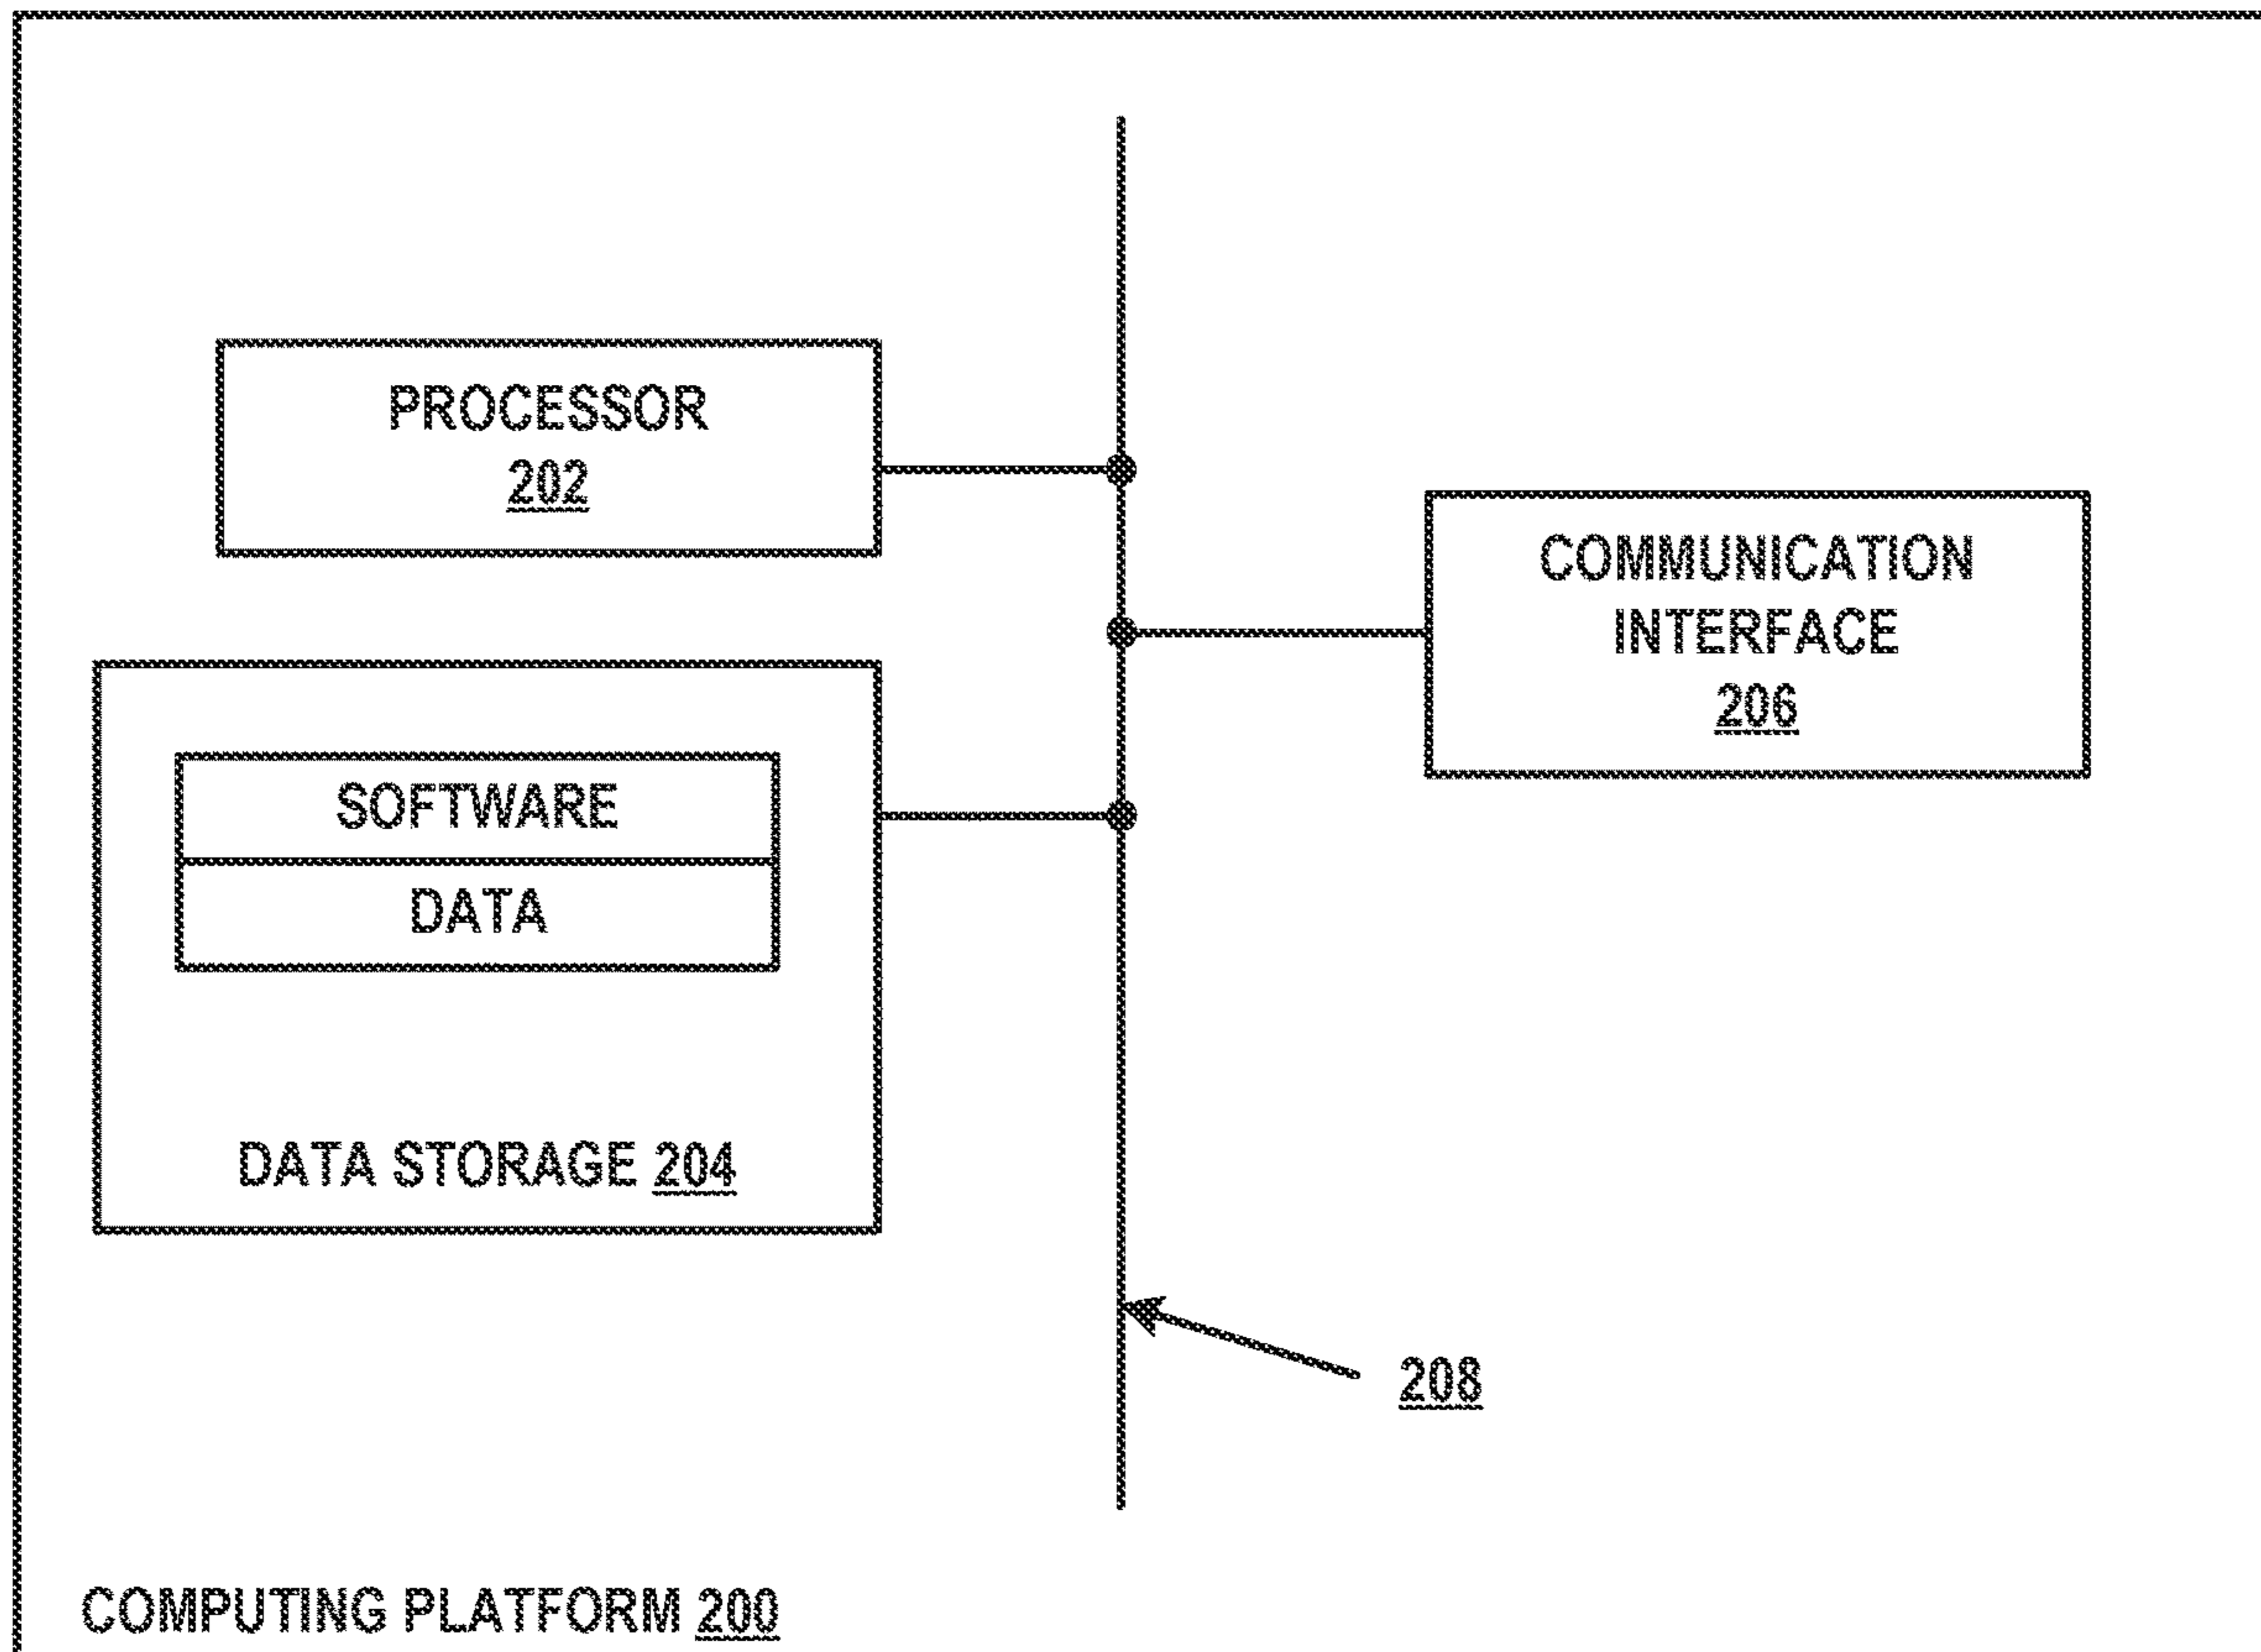 PROCESSOR
202
COMMUNICATION
INTERFACE
206
SOFTWARE
DATA
DATA STORAGE 204
208
COMPUTING PLATFORM 200